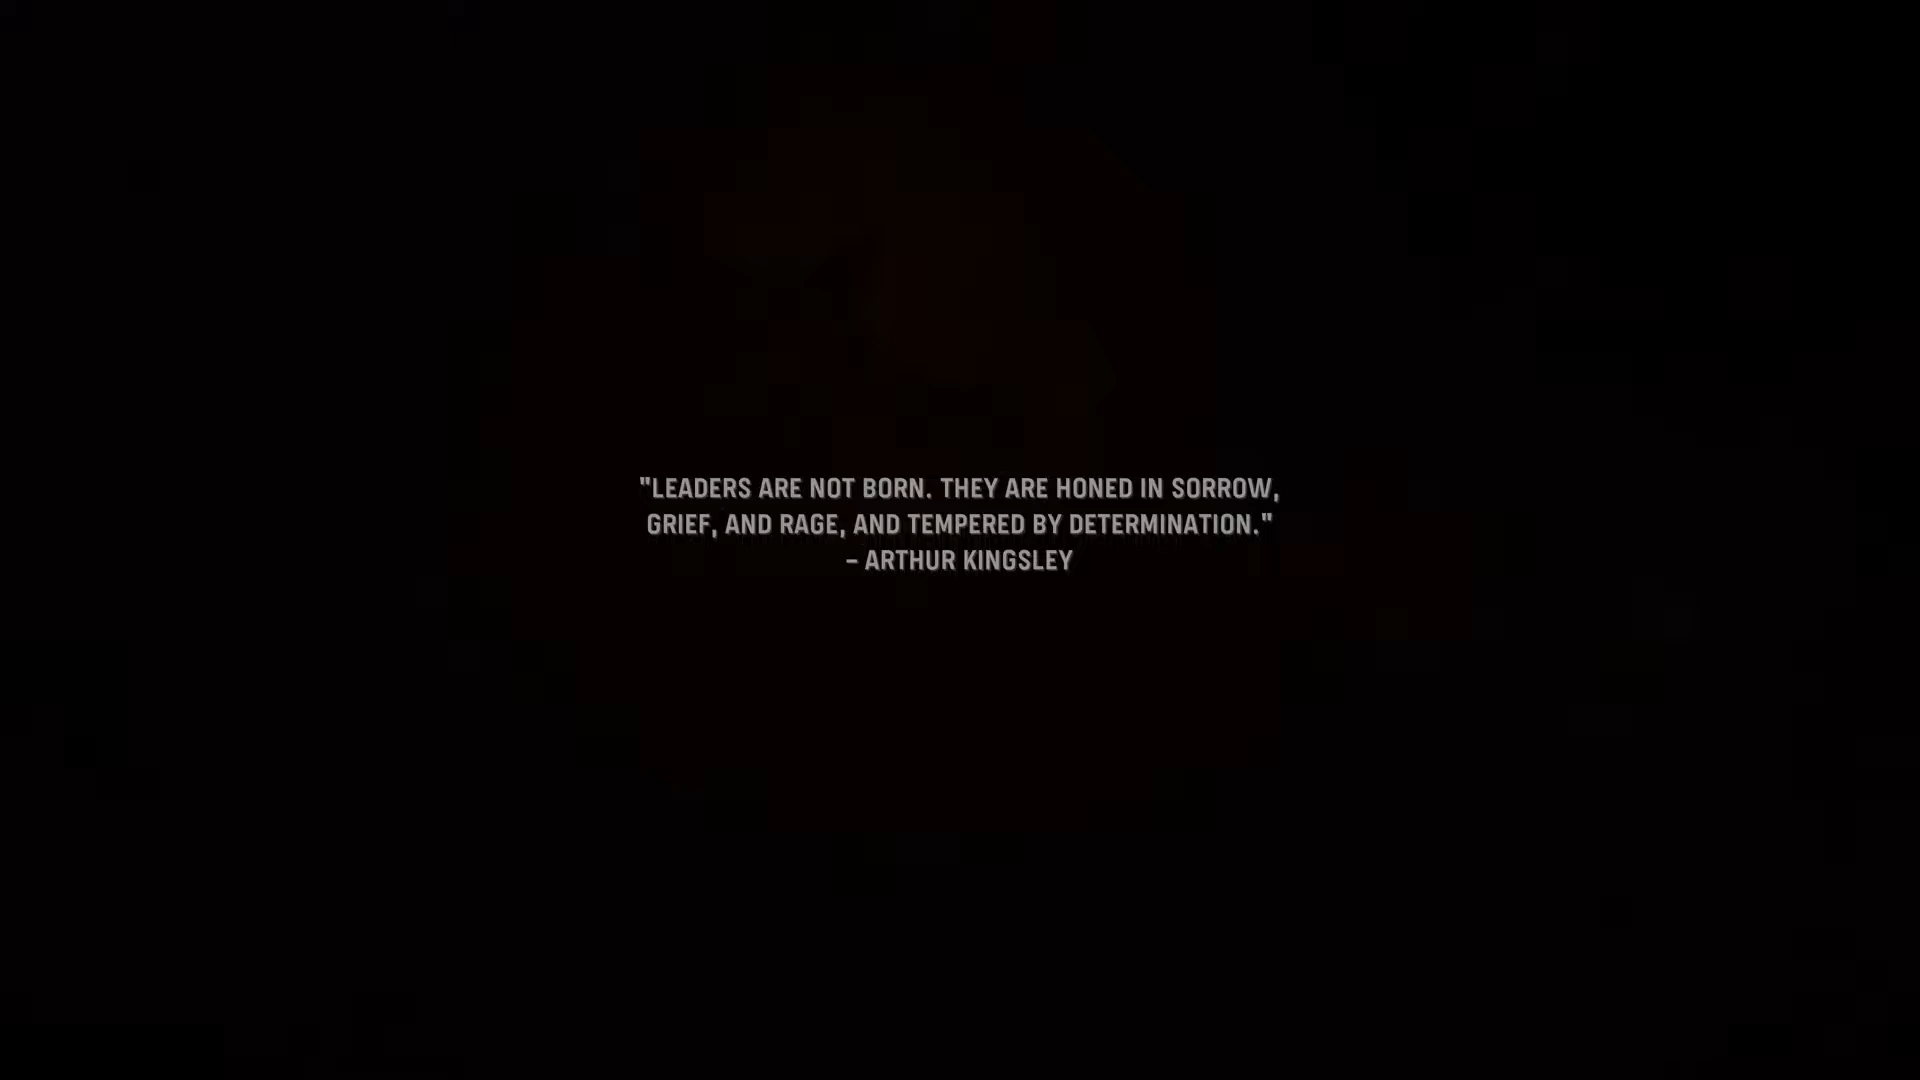 "LEADERS ARE NOT BORN. THEY ARE HONED IN SORROW,
GRIEF, AND RAGE, AND TEMPERED BY DETERMINATION."
– ARTHUR KINGSLEY